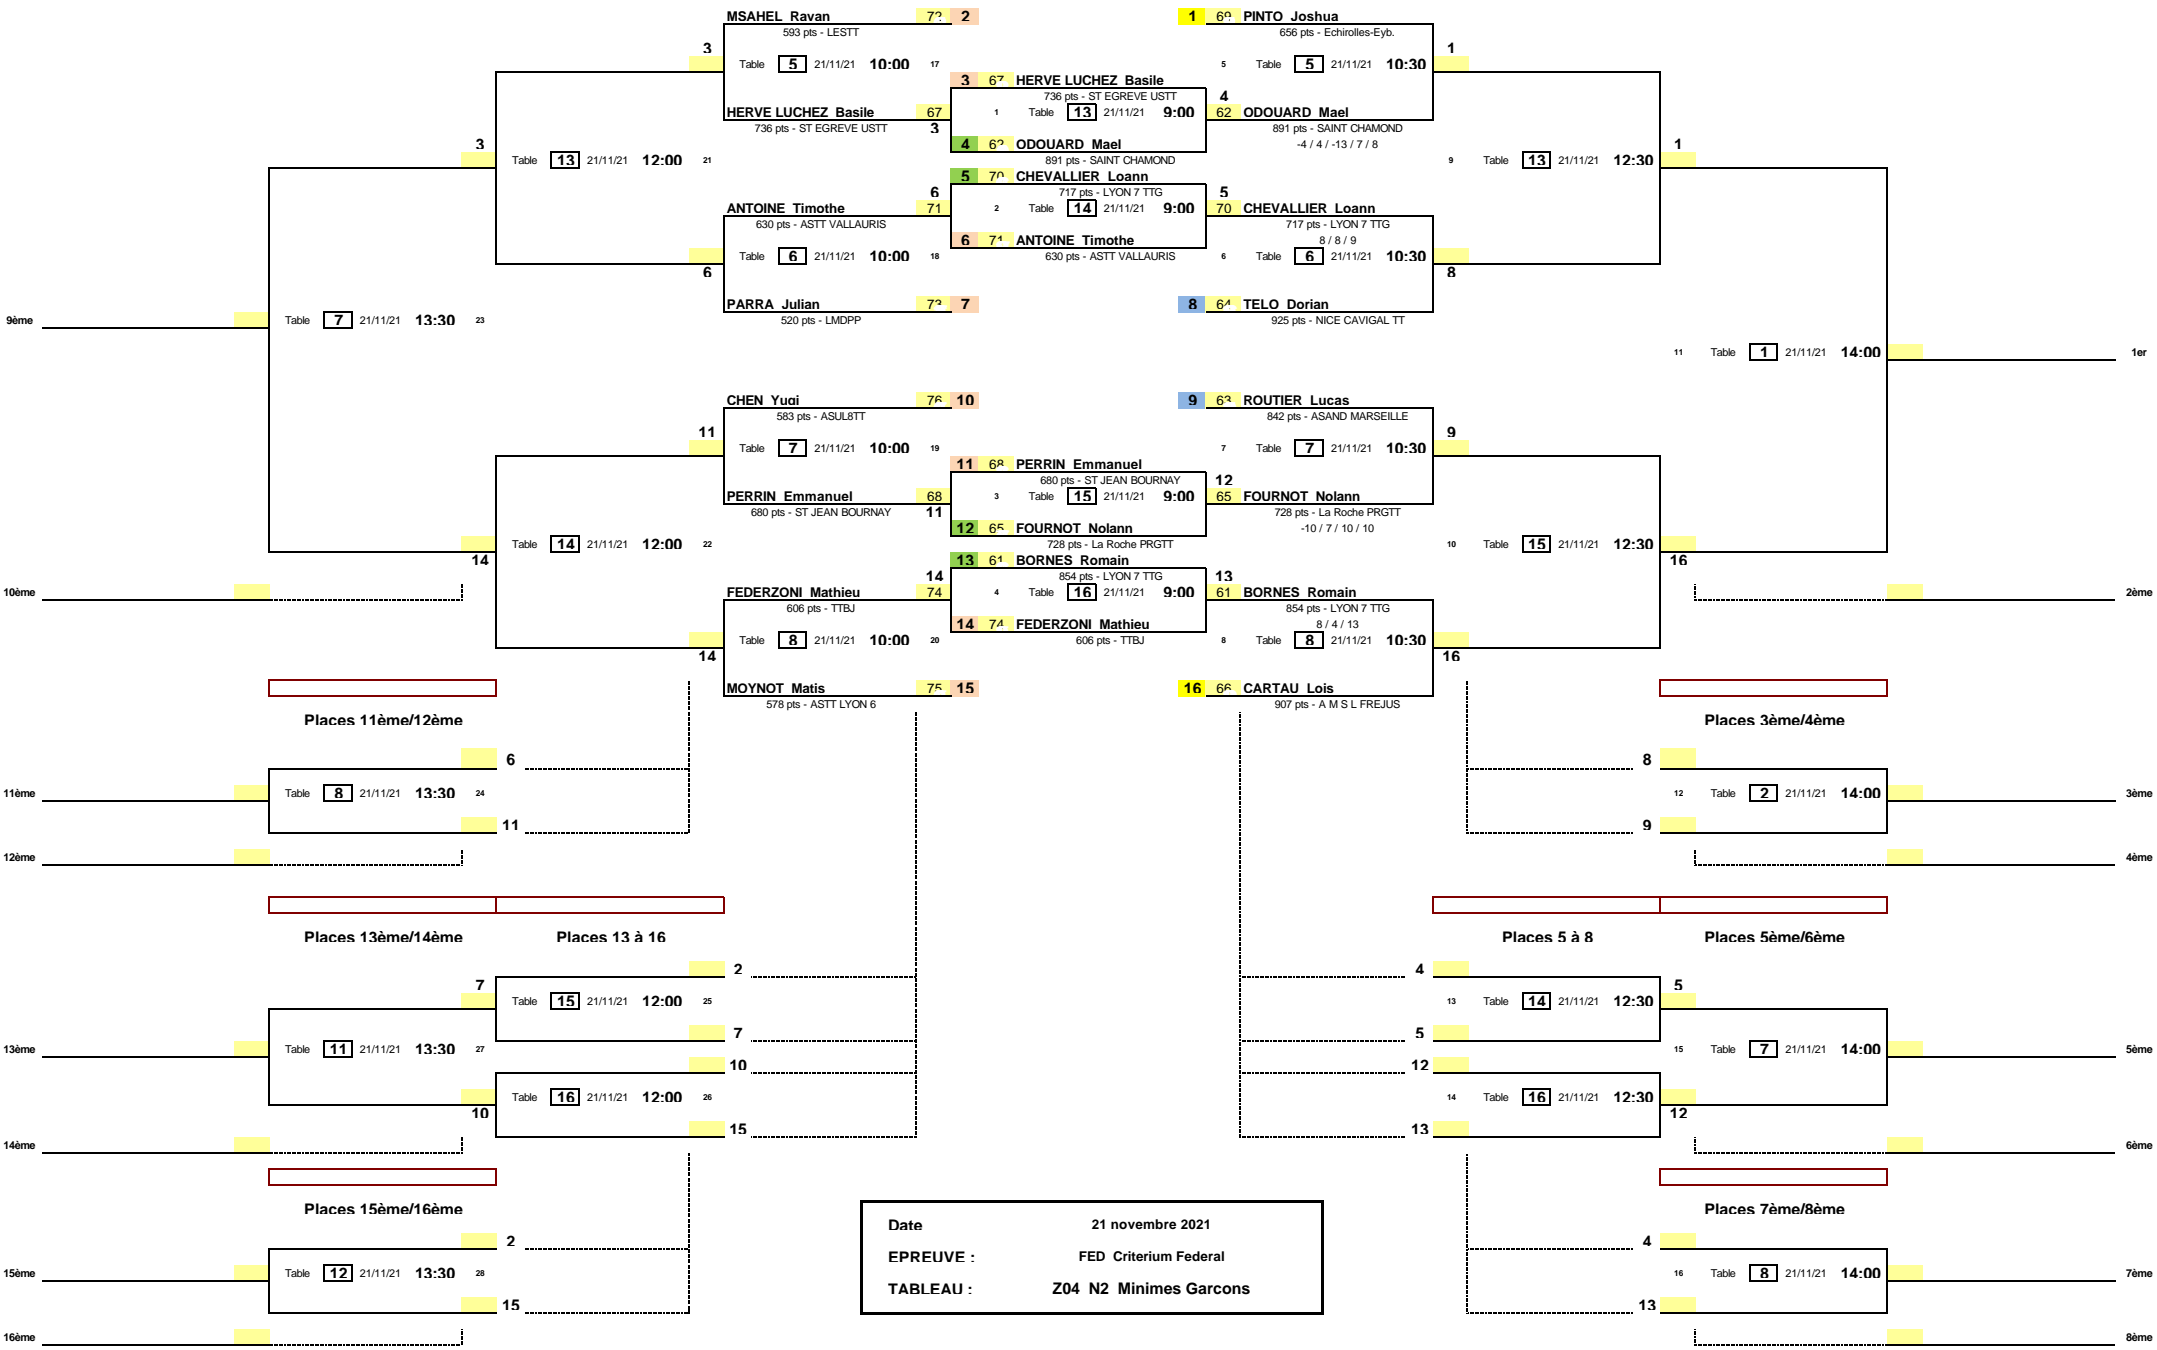 MSAHEL Ravan 72 2 1 69 PINTO Joshua
593 pts - LESTT 656 pts - Echirolles-Eyb.
3 1
Table 5 21/11/21 10:00 17 5 Table 5 21/11/21 10:30
3 67 HERVE LUCHEZ Basile
736 pts - ST EGREVE USTT 4
HERVE LUCHEZ Basile 67 1 Table 13 21/11/21 9:00 62 ODOUARD Mael
736 pts - ST EGREVE USTT 3 891 pts - SAINT CHAMOND
3 4 62 ODOUARD Mael -4 / 4 / -13 / 7 / 8 1
Table 13 21/11/21 12:00 21 891 pts - SAINT CHAMOND 9 Table 13 21/11/21 12:30
5 70 CHEVALLIER Loann
6 717 pts - LYON 7 TTG 5
ANTOINE Timothe 71 2 Table 14 21/11/21 9:00 70 CHEVALLIER Loann
630 pts - ASTT VALLAURIS 717 pts - LYON 7 TTG
6 71 ANTOINE Timothe 8 / 8 / 9
Table 6 21/11/21 10:00 18 630 pts - ASTT VALLAURIS 6 Table 6 21/11/21 10:30
6 8
PARRA Julian 73 7 8 64 TELO Dorian
520 pts - LMDPP 925 pts - NICE CAVIGAL TT
9ème Table 7 21/11/21 13:30 23
11 Table 1 21/11/21 14:00 1er
CHEN Yuqi 76 10 9 63 ROUTIER Lucas
583 pts - ASUL8TT 842 pts - ASAND MARSEILLE
11 9
Table 7 21/11/21 10:00 19 7 Table 7 21/11/21 10:30
11 68 PERRIN Emmanuel
680 pts - ST JEAN BOURNAY 12
PERRIN Emmanuel 68 3 Table 15 21/11/21 9:00 65 FOURNOT Nolann
680 pts - ST JEAN BOURNAY 11 728 pts - La Roche PRGTT
12 65 FOURNOT Nolann -10 / 7 / 10 / 10
Table 14 21/11/21 12:00 22 728 pts - La Roche PRGTT 10 Table 15 21/11/21 12:30
14 13 61 BORNES Romain 16
14 854 pts - LYON 7 TTG 13
10ème FEDERZONI Mathieu 74 4 Table 16 21/11/21 9:00 61 BORNES Romain 2ème
606 pts - TTBJ 854 pts - LYON 7 TTG
14 74 FEDERZONI Mathieu 8 / 4 / 13
Table 8 21/11/21 10:00 20 606 pts - TTBJ 8 Table 8 21/11/21 10:30
14 16
MOYNOT Matis 75 15 16 66 CARTAU Lois
578 pts - ASTT LYON 6 907 pts - A M S L FREJUS
Places 11ème/12ème Places 3ème/4ème
6 8
11ème Table 8 21/11/21 13:30 24 12 Table 2 21/11/21 14:00 3ème
11 9
12ème 4ème
Places 13ème/14ème Places 13 à 16 Places 5 à 8 Places 5ème/6ème
2 4
7 5
Table 15 21/11/21 12:00 25 13 Table 14 21/11/21 12:30
7 5
13ème Table 11 21/11/21 13:30 27 15 Table 7 21/11/21 14:00 5ème
10 12
Table 16 21/11/21 12:00 26 14 Table 16 21/11/21 12:30
10 12
15 13
14ème 6ème
Places 15ème/16ème Places 7ème/8ème
Date 21 novembre 2021
2 4
EPREUVE : FED Criterium Federal
15ème Table 12 21/11/21 13:30 28 16 Table 8 21/11/21 14:00 7ème
TABLEAU : Z04 N2 Minimes Garcons
15 13
16ème 8ème